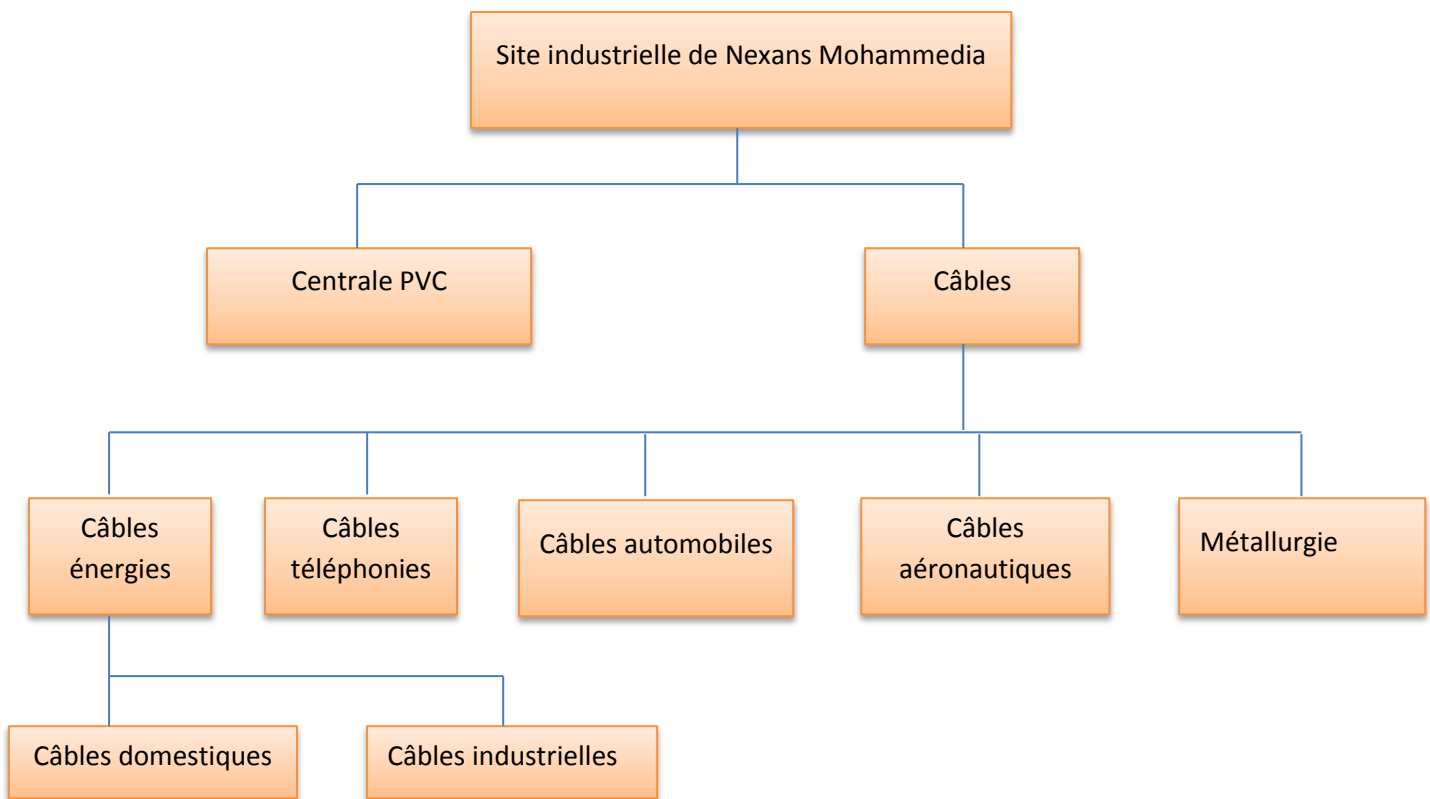 Site industrielle de Nexans Mohammedia
Centrale PVC
Câbles
Câbles
énergies
Câbles
téléphonies
Câbles automobiles
Câbles
aéronautiques
Métallurgie
Câbles domestiques
Câbles industrielles